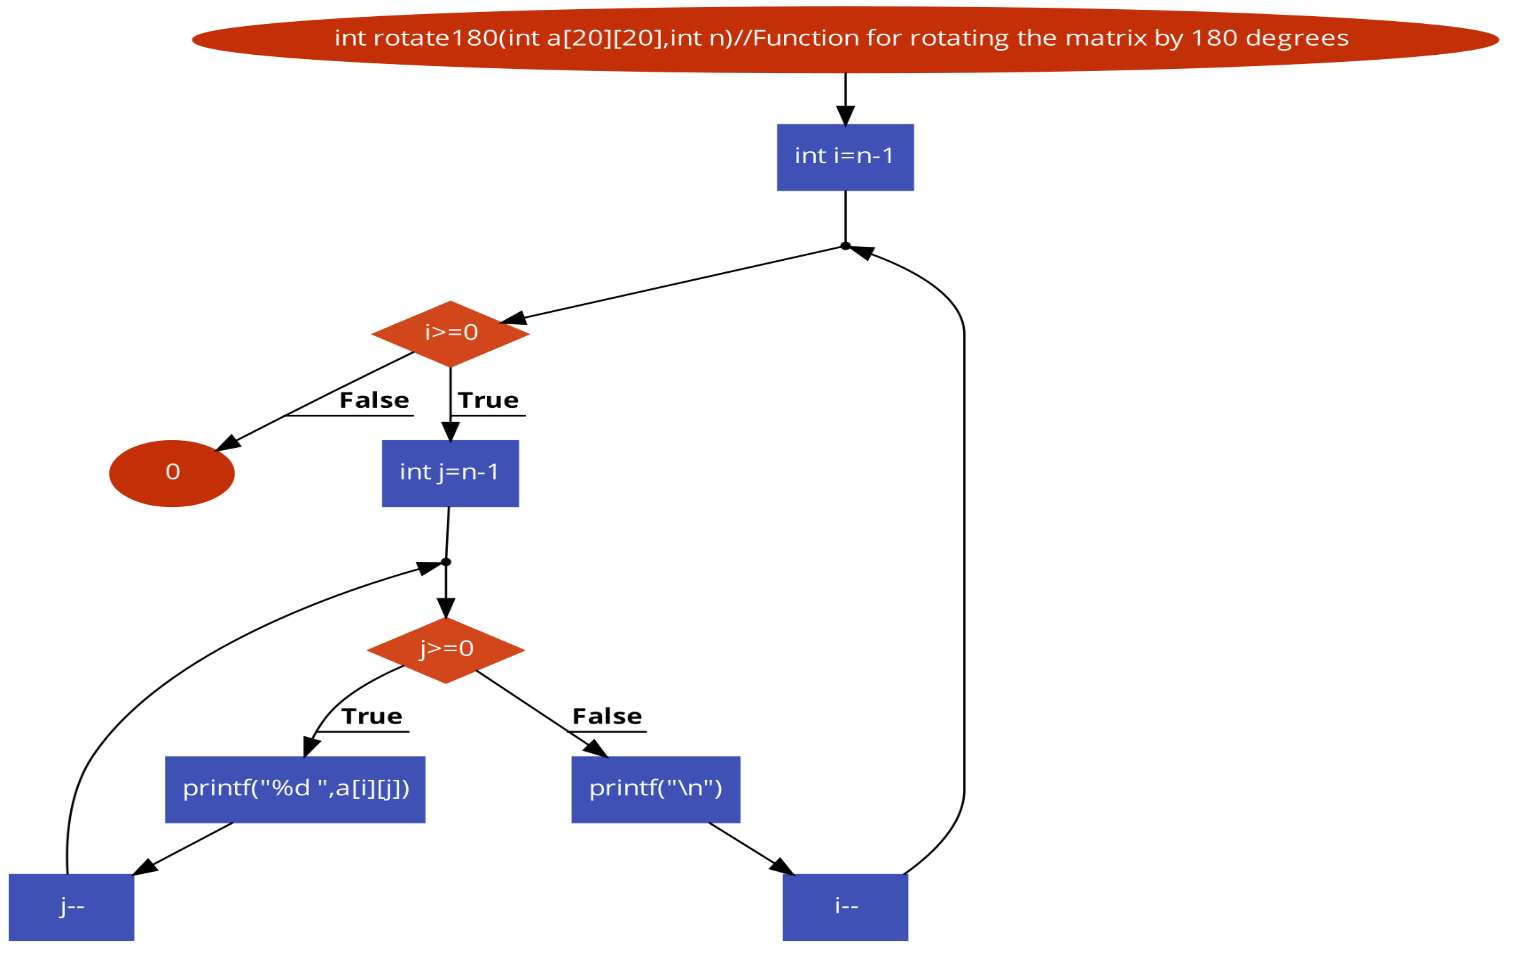 int rotate180(int a[20][20],int n)//Function for rotating the matrix by 180 degrees
int i=n-1
i>=0
False
True
0
int j=n-1
j>=0
True
False
printf("%d ",a[i][j])
printf("\n")
j--
i--